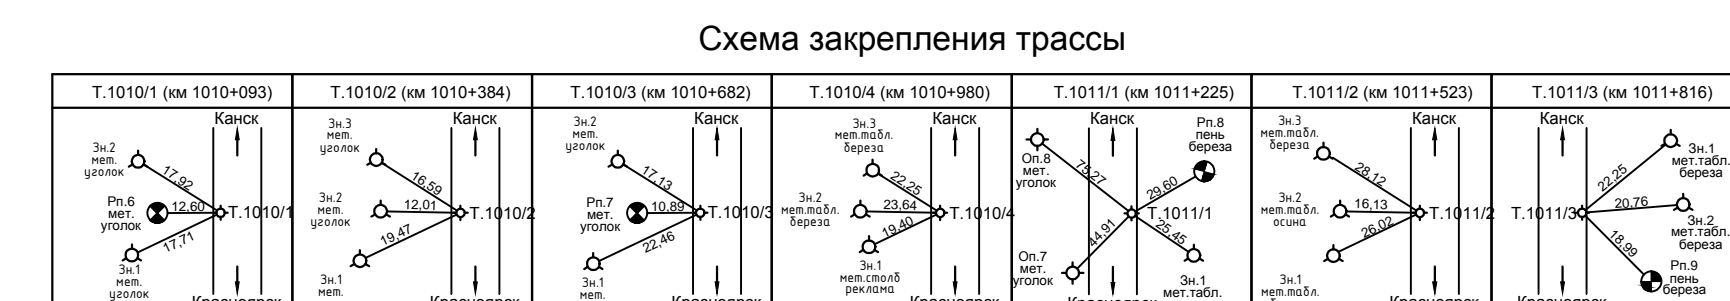 Схема закрепления трассы
Т.1010/1 (км 1010+093)
Т.1010/2 (км 1010+384)
Т.1010/3 (км 1010+682)
Т.1010/4 (км 1010+980)
Т.1011/1 (км 1011+225)
Т.1011/2 (км 1011+523)
Т.1011/3 (км 1011+816)
Канск
Зн.2
мет.
уголок
17,92
Рп.6
мет.
уголок
12,60
Т.1010/1
17,71
Зн.1
мет.
уголок
Красноярск
Канск
Зн.3
мет.
уголок
16,59
Зн.2
мет.
уголок
12,01
Т.1010/2
19,47
Зн.1
мет.
Красноярск
Канск
Зн.2
мет.
уголок
17,13
Рп.7
мет.
уголок
10,89
Т.1010/3
22,46
Зн.1
мет.
Красноярск
Канск
Зн.3
мет.табл.
береза
22,25
Зн.2
мет.табл.
береза
23,64
Т.1010/4
19,40
Зн.1
мет.столб
реклама
Красноярск
Канск
Рп.8
пень
береза
Оп.8
мет.
уголок
75,27
29,60
Т.1011/1
44,91
25,45
Оп.7
мет.
уголок
Зн.1
мет.табл.
Красноярск
Канск
Зн.3
мет.табл.
береза
28,12
Зн.2
мет.табл.
осина
16,13
Т.1011/2
26,02
Зн.1
мет.табл.
Красноярск
Канск
Зн.1
мет.табл.
береза
22,25
Т.1011/3
20,76
Зн.2
мет.табл.
береза
18,99
Рп.9
пень
береза
Красноярск